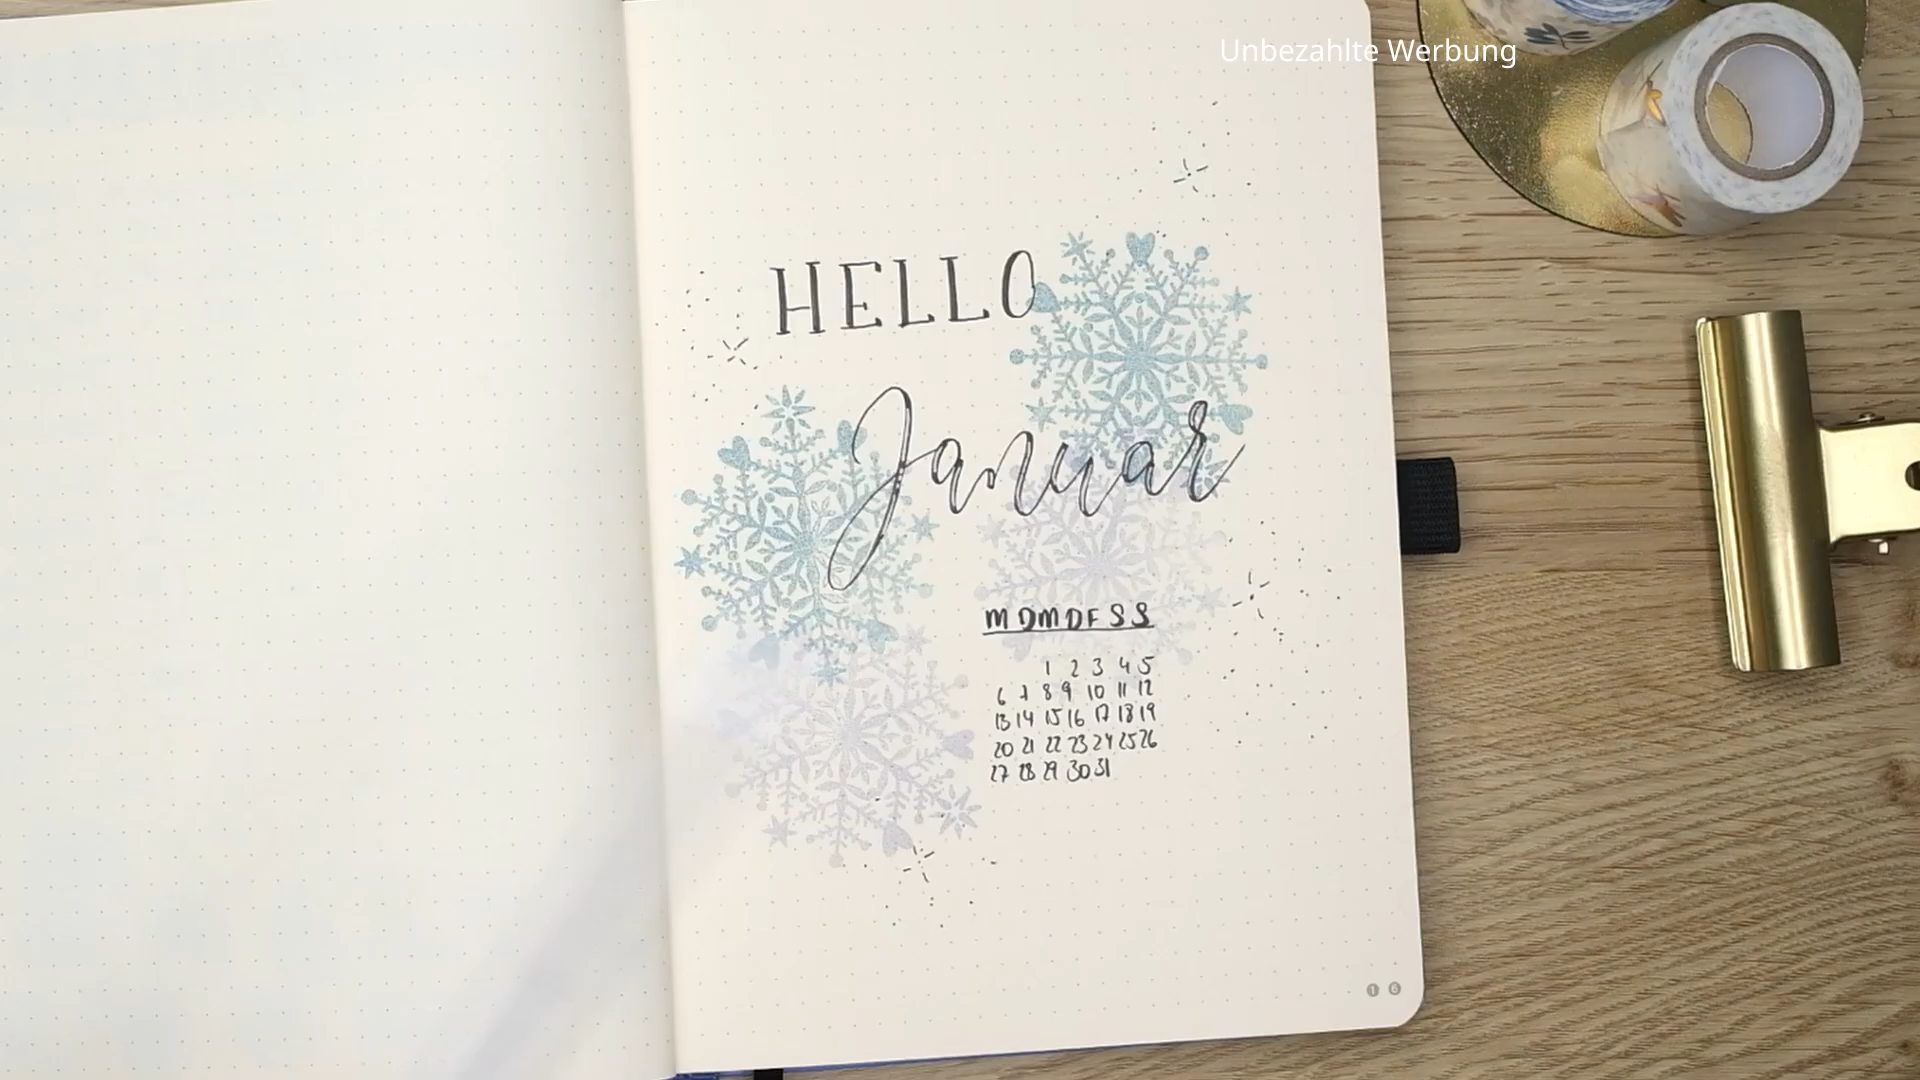 Unbezahlte Werbung
HELLO
Januar
M D M D F S S
1 2 3 4 5
6 7 8 9 10 11 12
13 14 15 16 17 18 19
20 21 22 23 24 25 26
27 28 29 30 31
16